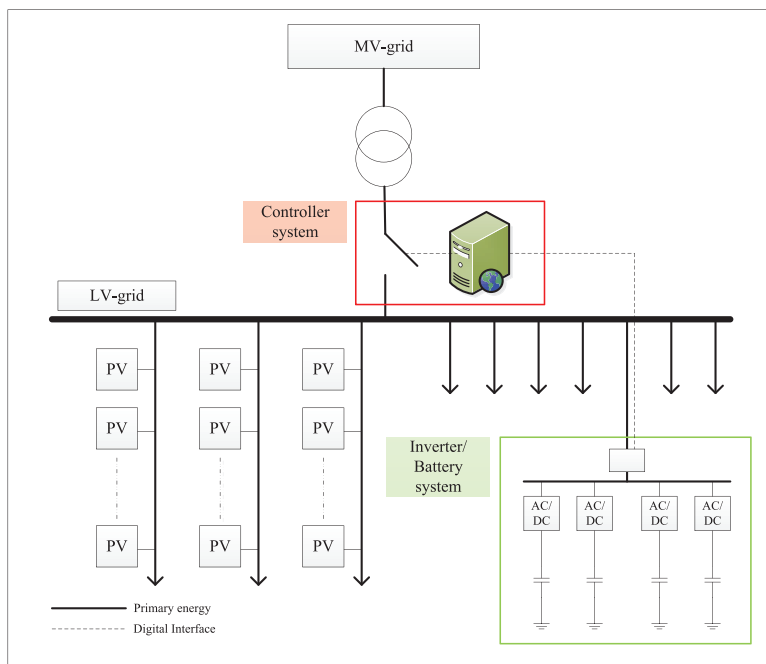 MV-grid
Controller
system
LV-grid
PV PV PV
PV PV PV
Inverter/
Battery
system
AC/ AC/ AC/ AC/
DC DC DC DC
PV PV PV
Primary energy
Digital Interface